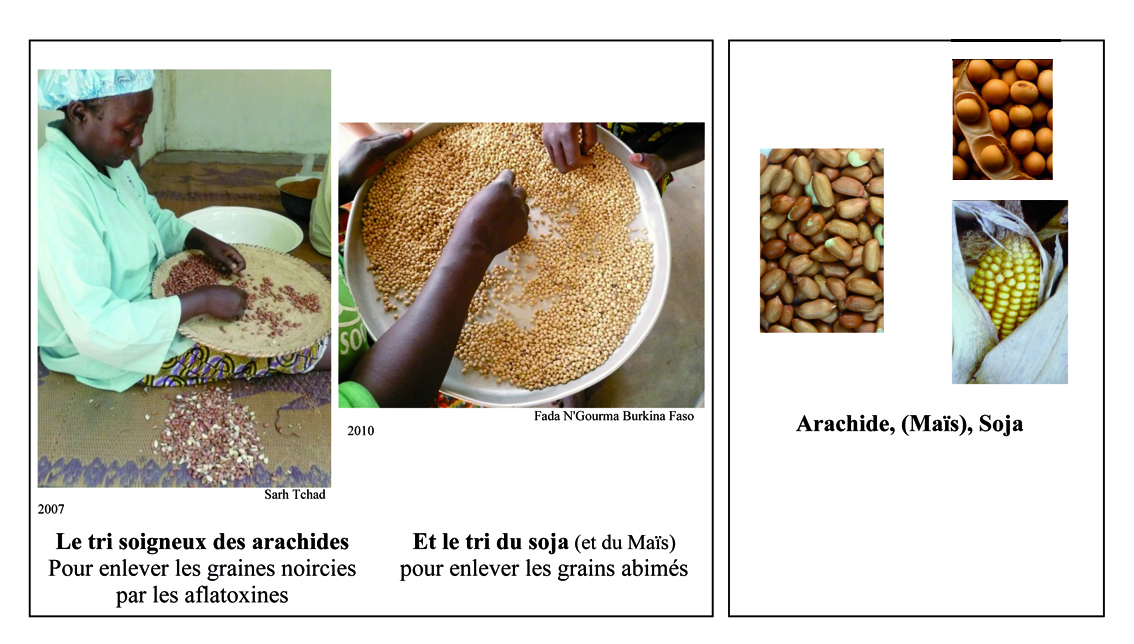 SO
Fada N'Gourma Burkina Faso
2010
Sarh Tchad
2007
Le tri soigneux des arachides
Pour enlever les graines noircies
par les aflatoxines
Et le tri du soja (et du Maïs)
pour enlever les grains abimés
Arachide, (Maïs), Soja